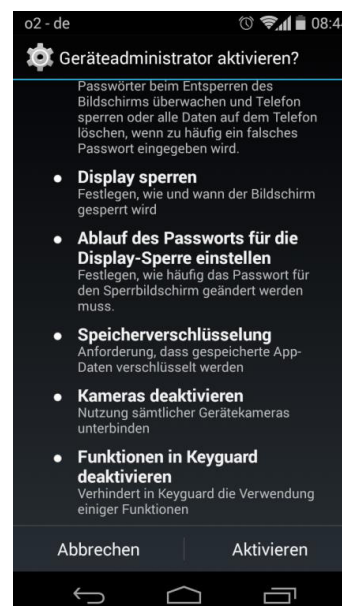 o2 - de 08:4
Geräteadministrator aktivieren?
Passwörter beim Entsperren des
Bildschirms überwachen und Telefon
sperren oder alle Daten auf dem Telefon
löschen, wenn zu häufig ein falsches
Passwort eingegeben wird.
Display sperren
Festlegen, wie und wann der Bildschirm
gesperrt wird
Ablauf des Passworts für die
Display-Sperre einstellen
Festlegen, wie häufig das Passwort für
den Sperrbildschirm geändert werden
muss.
Speicherverschlüsselung
Anforderung, dass gespeicherte App-
Daten verschlüsselt werden
Kameras deaktivieren
Nutzung sämtlicher Gerätekameras
unterbinden
Funktionen in Keyguard
deaktivieren
Verhindert in Keyguard die Verwendung
einiger Funktionen
Abbrechen Aktivieren